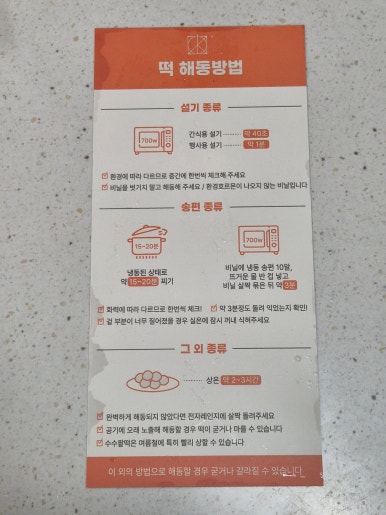 떡 해동방법
설기 종류
700w
간식용 설기 약 40초
행사용 설기 약 1분
환경에 따라 다르므로 중간에 한번씩 체크해 주세요
비닐을 벗기지 말고 해동해 주세요 / 환경호르몬이 나오지 않는 비닐입니다
송편 종류
15~20분
냉동된 상태로
약 15~20분 찌기
700w
비닐에 냉동 송편 10알,
뜨거운 물 반 컵 넣고
비닐 살짝 묶은 뒤 약 3분
화력에 따라 다르므로 한번씩 체크!
약 3분정도 돌려 익었는지 확인!
겉 부분이 너무 질어졌을 경우 실온에 잠시 꺼내 식혀주세요
그 외 종류
상온 약 2~3시간
완벽하게 해동되지 않았다면 전자레인지에 살짝 돌려주세요
공기에 오래 노출해 해동할 경우 떡이 굳거나 마를 수 있습니다
수수팥떡은 여름철에 특히 빨리 상할 수 있습니다
이 외의 방법으로 해동할 경우 굳거나 갈라질 수 있습니다